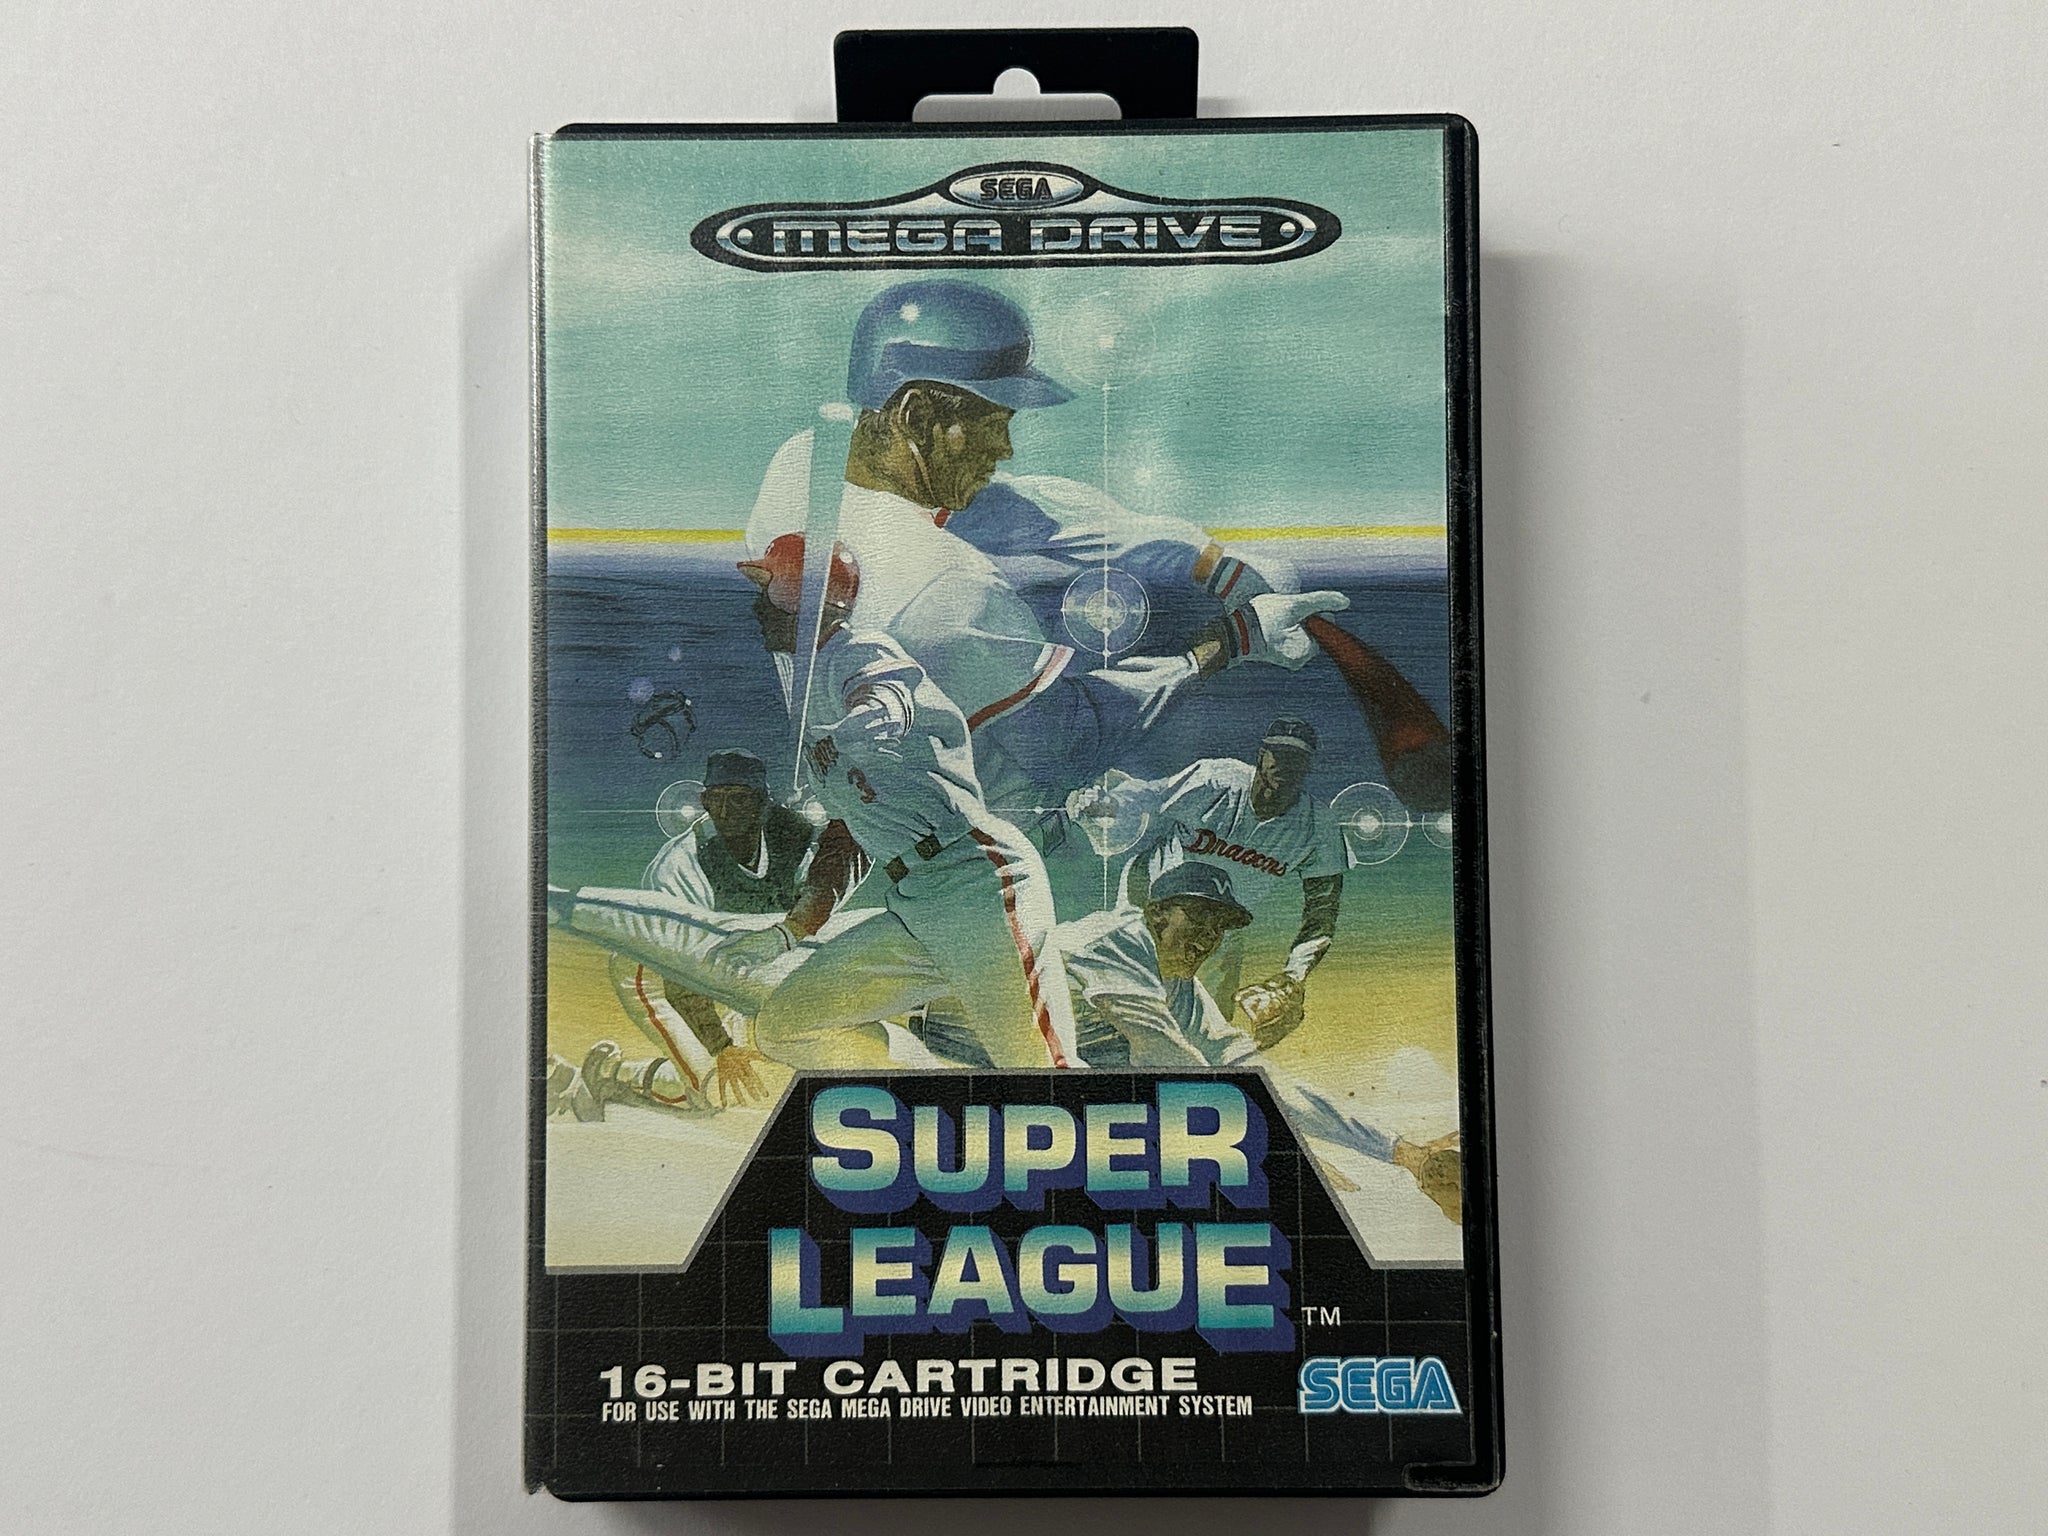 SEGA
MEGA DRIVE
3
Dragons
W
SUPER
LEAGUE
TM
16-BIT CARTRIDGE
FOR USE WITH THE SEGA MEGA DRIVE VIDEO ENTERTAINMENT SYSTEM
SEGA